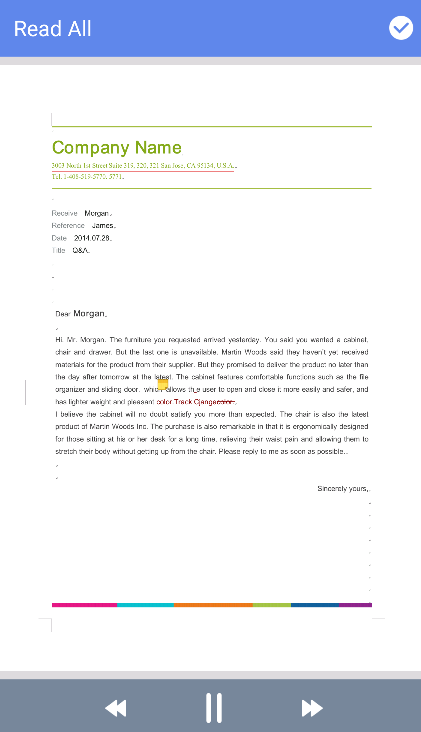 Read All
Company Name
3003 North 1st Street Suite 319, 320, 321 San Jose, CA 95134, U.S.A.
Tel. 1-408-519-5770, 5771
Receive Morgan
Reference James
Date 2014.07.28
Title Q&A
Dear Morgan
Hi. Mr. Morgan. The furniture you requested arrived yesterday. You said you wanted a cabinet,
chair and drawer. But the last one is unavailable. Martin Woods said they haven't yet received
materials for the product from their supplier. But they promised to deliver the product no later than
the day after tomorrow at the latest. The cabinet features comfortable functions such as the file
organizer and sliding door, which allows the user to open and close it more easily and safer, and
has lighter weight and pleasant color Track Cjangecolor.
I believe the cabinet will no doubt satisfy you more than expected. The chair is also the latest
product of Martin Woods Inc. The purchase is also remarkable in that it is ergonomically designed
for those sitting at his or her desk for a long time, relieving their waist pain and allowing them to
stretch their body without getting up from the chair. Please reply to me as soon as possible.
Sincerely yours,